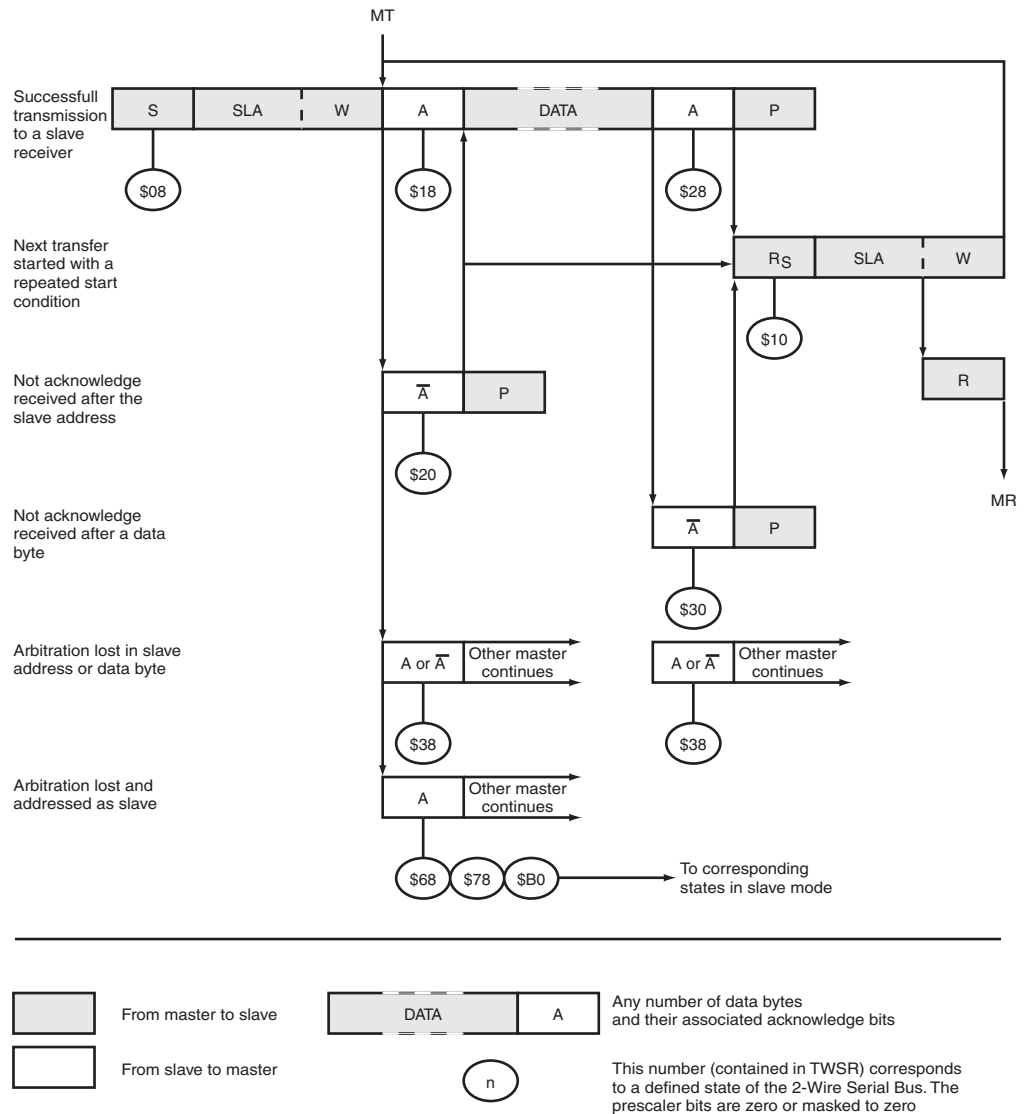 MT
Successfull
transmission
to a slave
receiver
S
SLA
W
A
DATA
A
P
$08
$18
$28
Next transfer
started with a
repeated start
condition
RS
SLA
W
$10
Not acknowledge
received after the
slave address
A̅
P
R
$20
MR
Not acknowledge
received after a data
byte
A̅
P
$30
Arbitration lost in slave
address or data byte
A or A̅
Other master
continues
A or A̅
Other master
continues
$38
$38
Arbitration lost and
addressed as slave
A
Other master
continues
$68
$78
$B0
To corresponding
states in slave mode
From master to slave
DATA
A
Any number of data bytes
and their associated acknowledge bits
From slave to master
n
This number (contained in TWSR) corresponds
to a defined state of the 2-Wire Serial Bus. The
prescaler bits are zero or masked to zero